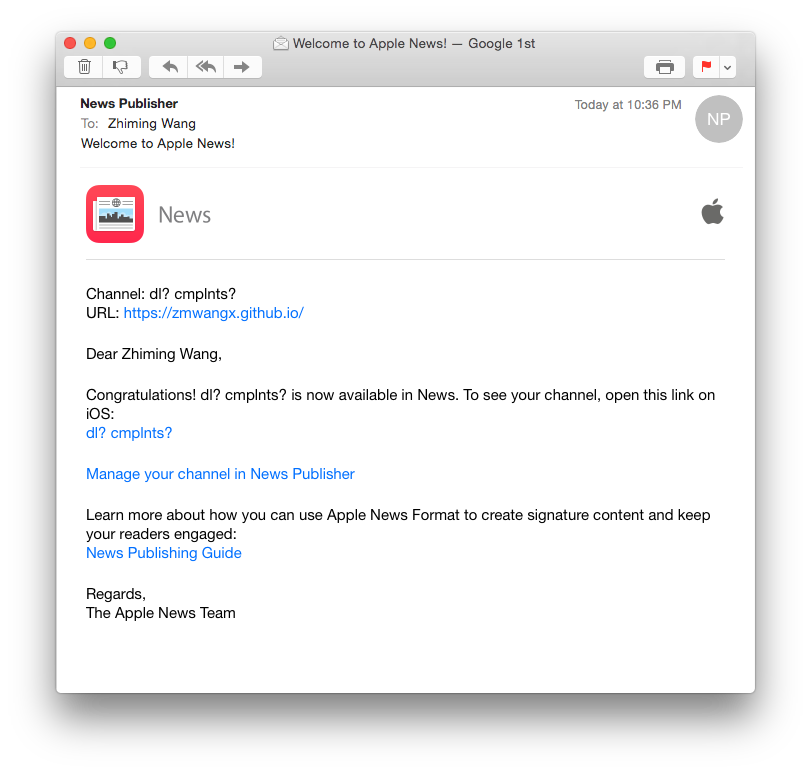 Welcome to Apple News! — Google 1st
News Publisher
Today at 10:36 PM
NP
To: Zhiming Wang
Welcome to Apple News!
News
Channel: dl? cmplnts?
URL: https://zmwangx.github.io/
Dear Zhiming Wang,
Congratulations! dl? cmplnts? is now available in News. To see your channel, open this link on
iOS:
dl? cmplnts?
Manage your channel in News Publisher
Learn more about how you can use Apple News Format to create signature content and keep
your readers engaged:
News Publishing Guide
Regards,
The Apple News Team